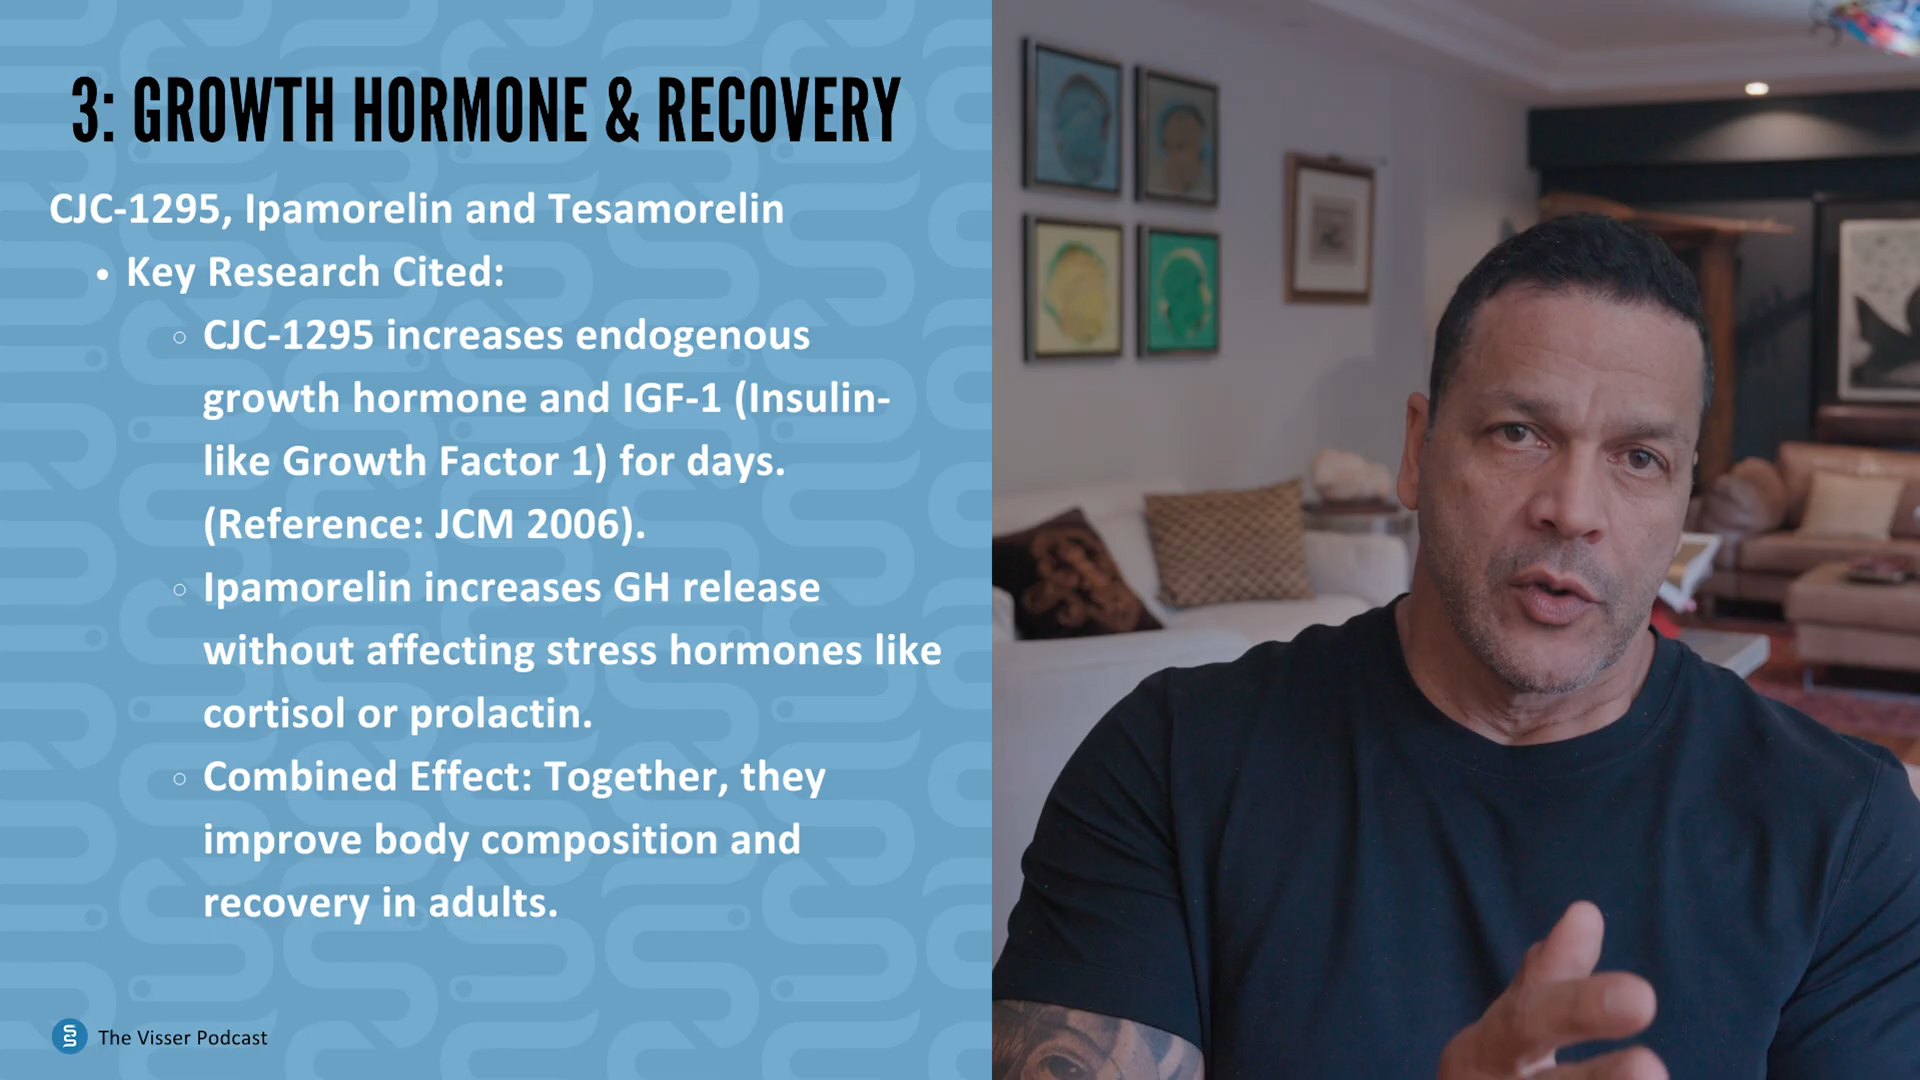 3: GROWTH HORMONE & RECOVERY
CJC-1295, Ipamorelin and Tesamorelin
• Key Research Cited:
○ CJC-1295 increases endogenous
growth hormone and IGF-1 (Insulin-
like Growth Factor 1) for days.
(Reference: JCM 2006).
○ Ipamorelin increases GH release
without affecting stress hormones like
cortisol or prolactin.
○ Combined Effect: Together, they
improve body composition and
recovery in adults.
The Visser Podcast